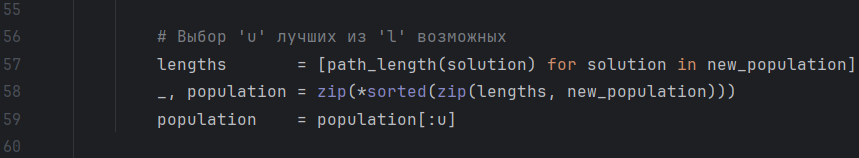 55
56 # Выбор 'u' лучших из 'l' возможных
57 lengths       = [path_length(solution) for solution in new_population]
58 _, population = zip(*sorted(zip(lengths, new_population)))
59 population    = population[:u]
60